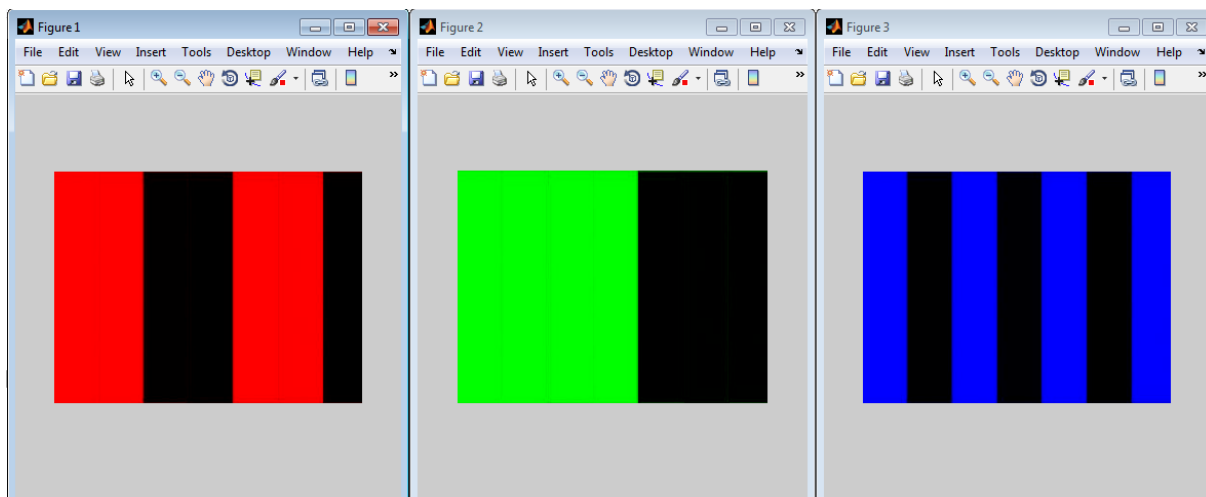 Figure 1
File Edit View Insert Tools Desktop Window Help
Figure 2
File Edit View Insert Tools Desktop Window Help
Figure 3
File Edit View Insert Tools Desktop Window Help